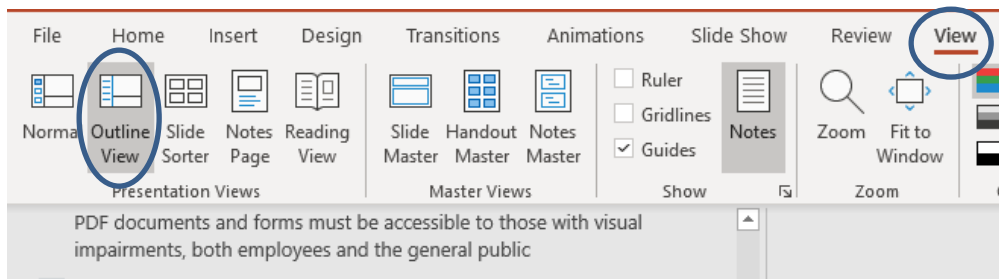 File Home Insert Design Transitions Animations Slide Show Review View
Normal Outline View Slide Sorter Notes Page Reading View Slide Master Handout Master Notes Master Ruler Gridlines Guides Notes Zoom Fit to Window
Presentation Views Master Views Show Zoom
PDF documents and forms must be accessible to those with visual
impairments, both employees and the general public